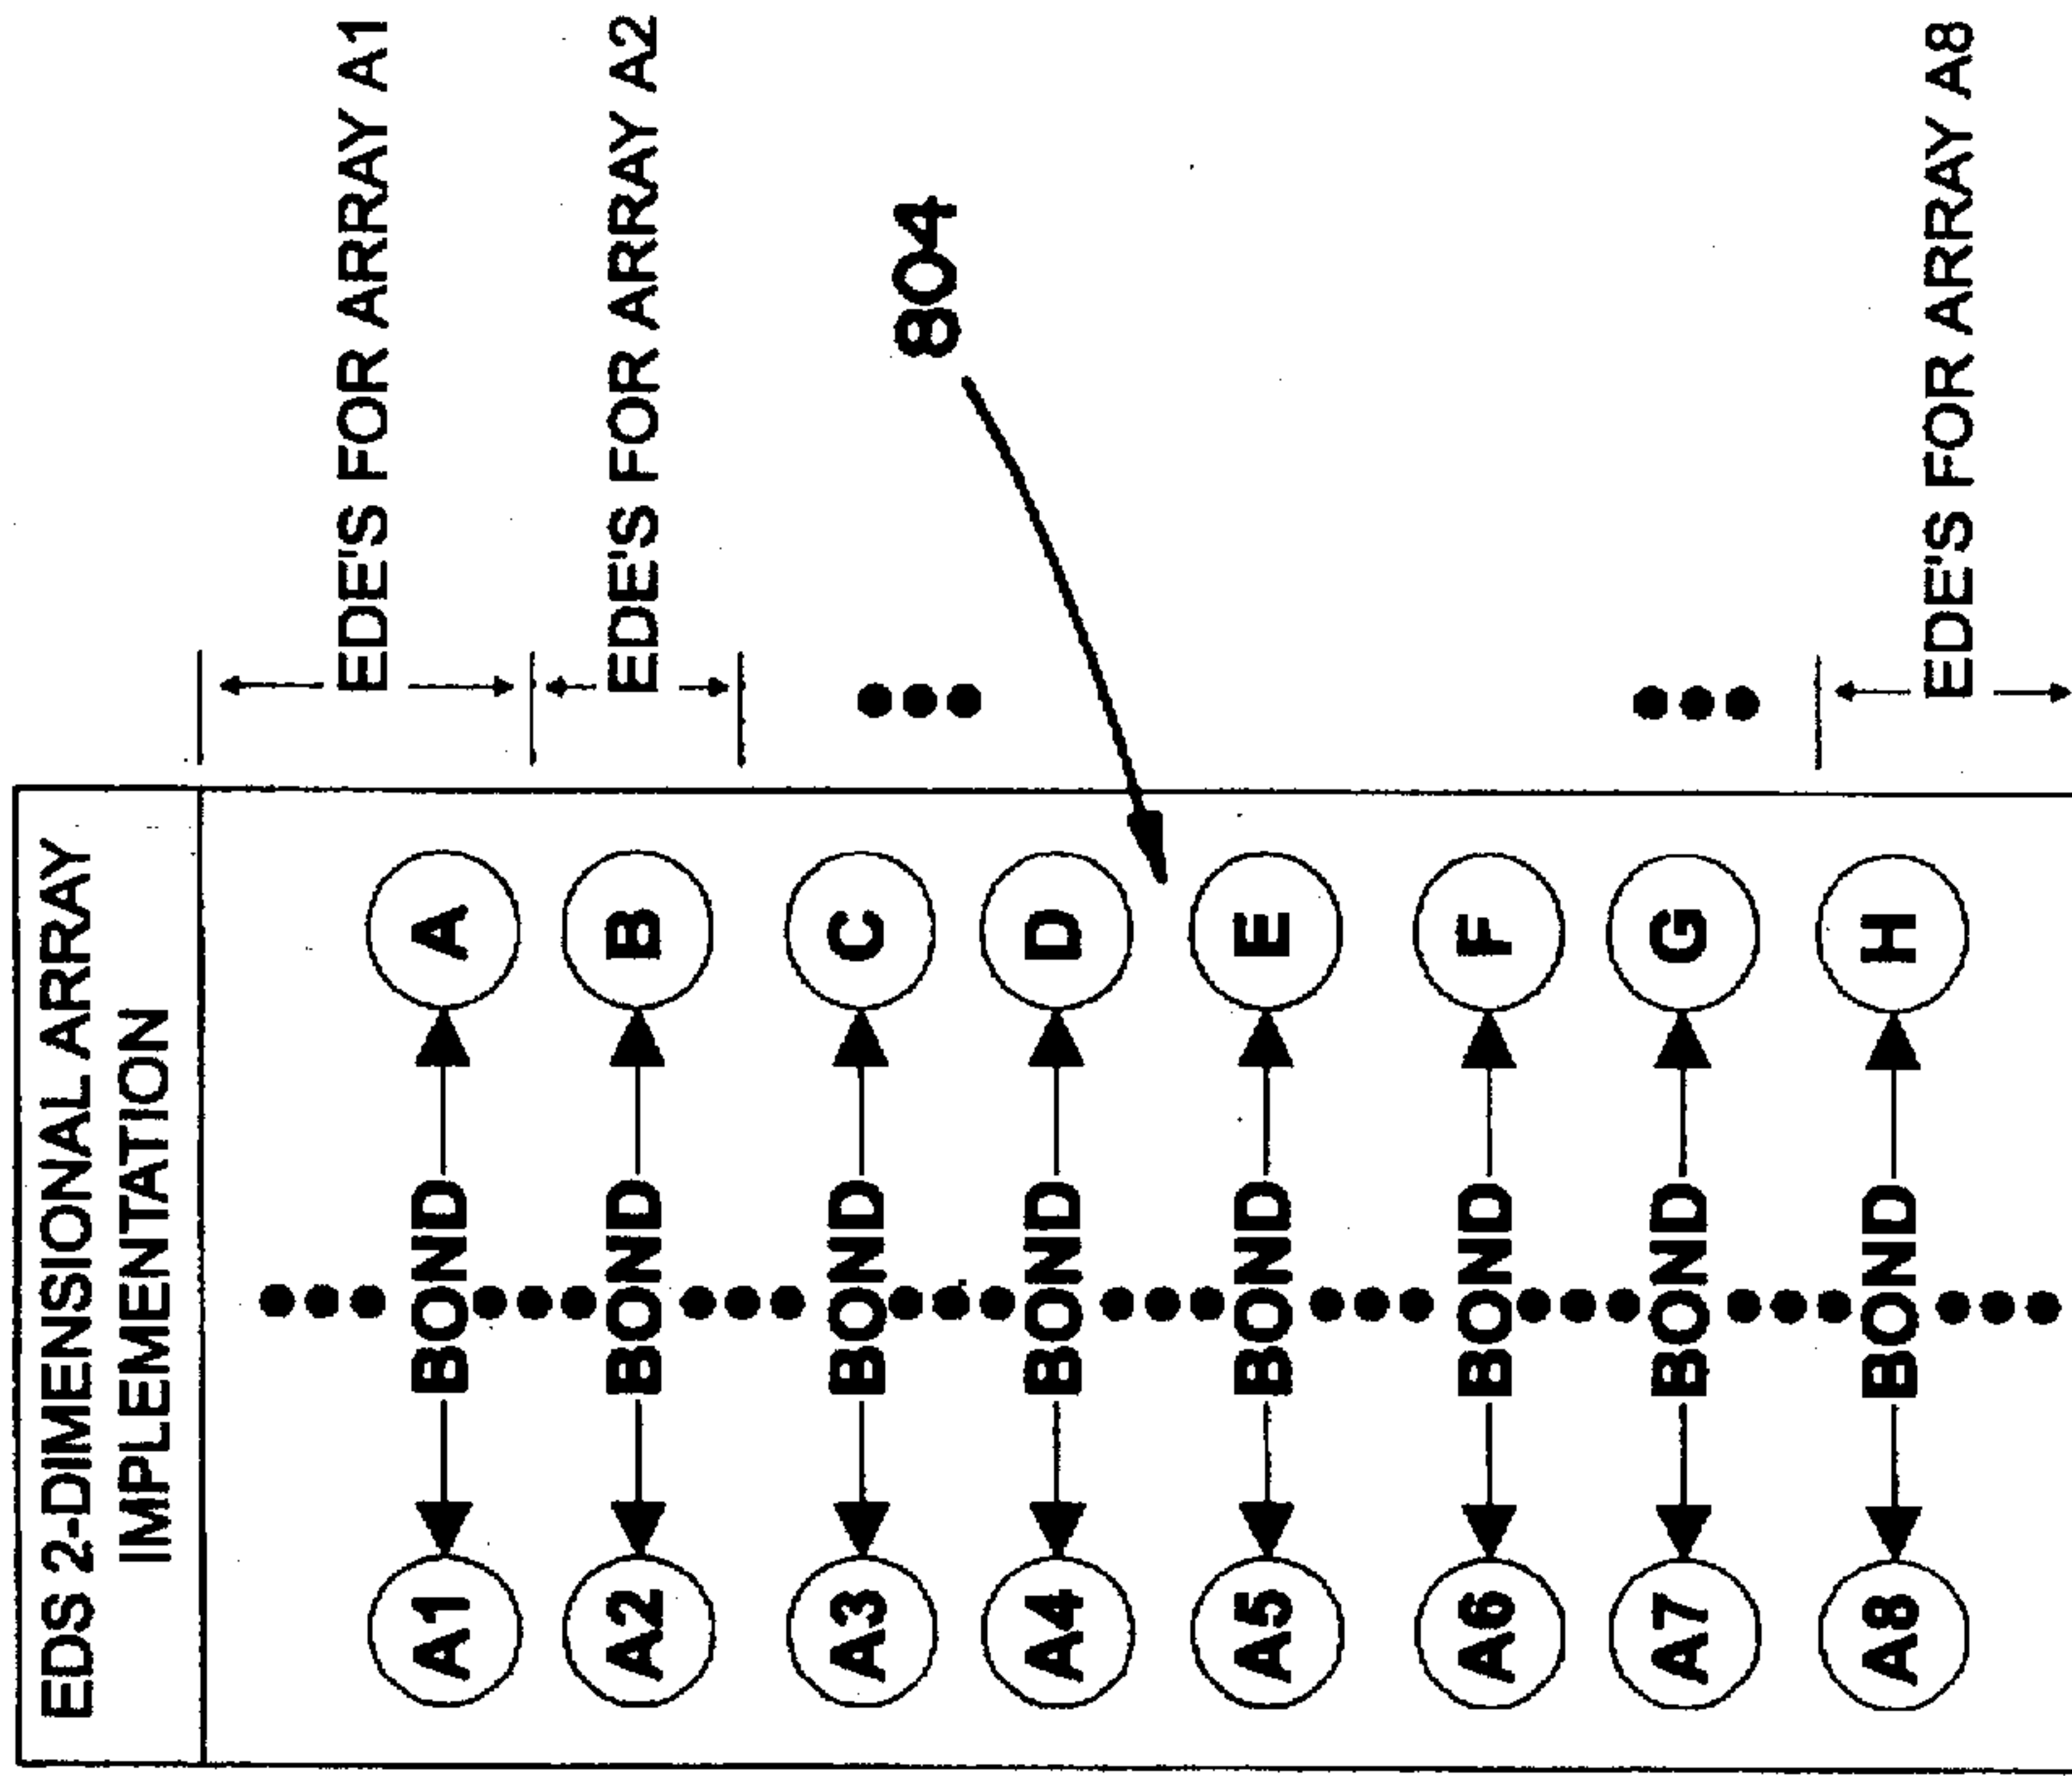 EDS 2-DIMENSIONAL ARRAY
IMPLEMENTATION
A1 BOND A
EDE'S FOR ARRAY A1
A2 BOND B
EDE'S FOR ARRAY A2
A3 BOND C
804
A4 BOND D
A5 BOND E
A6 BOND F
A7 BOND G
A8 BOND H
EDE'S FOR ARRAY A8